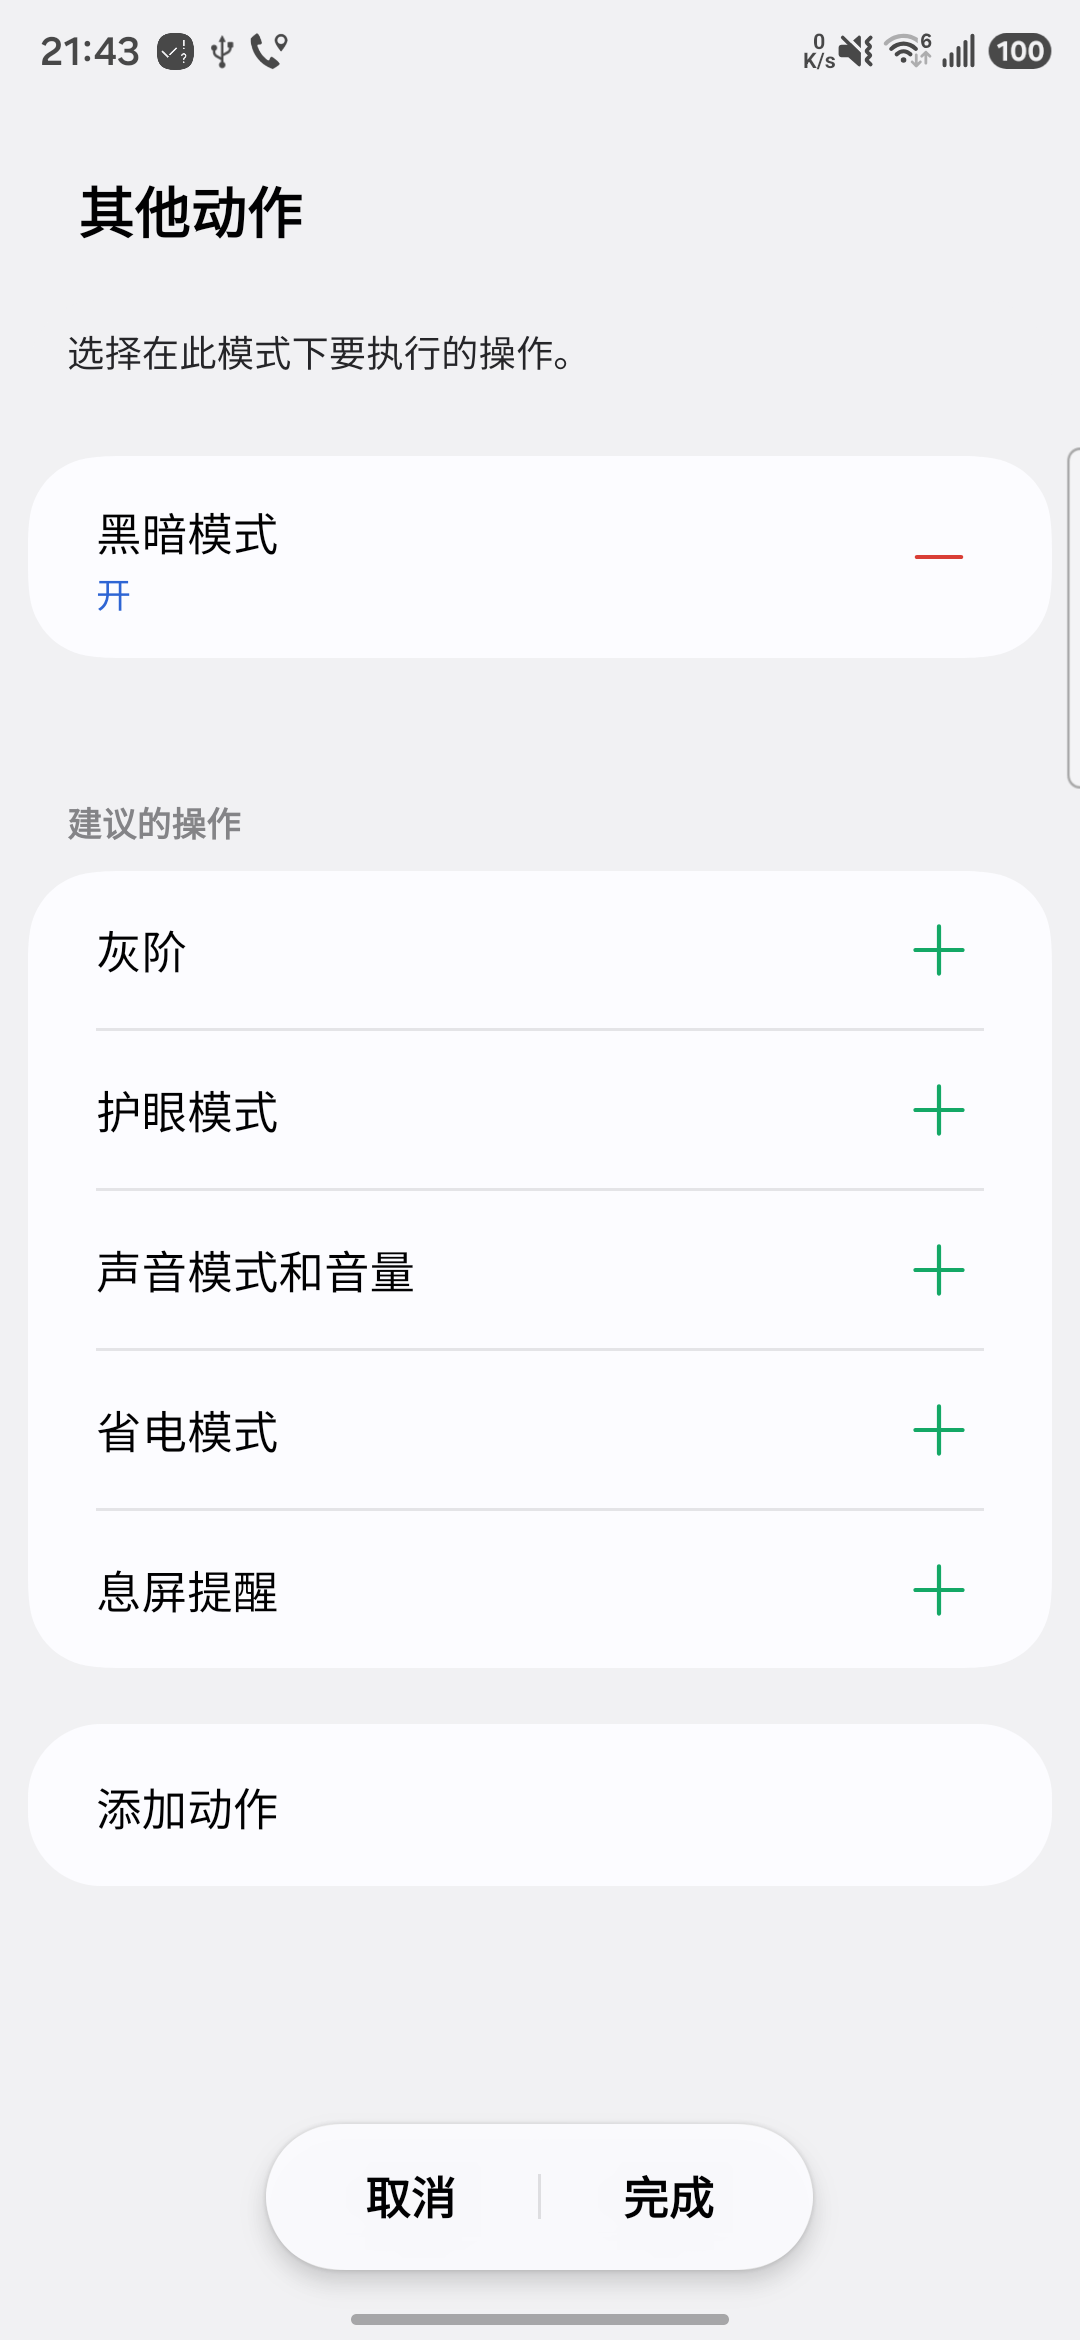 21:43
0
K/s
6
100
其他动作
选择在此模式下要执行的操作。
黑暗模式
开
建议的操作
灰阶
护眼模式
声音模式和音量
省电模式
息屏提醒
添加动作
取消
完成